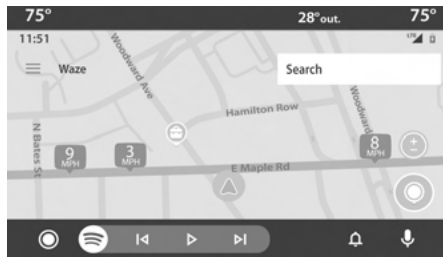 75°
28°out.
75°
11:51
LTE
Waze
Search
Woodward Ave
Woodward
Hamilton Row
N Bates St
9
MPH
3
MPH
8
MPH
E Maple Rd